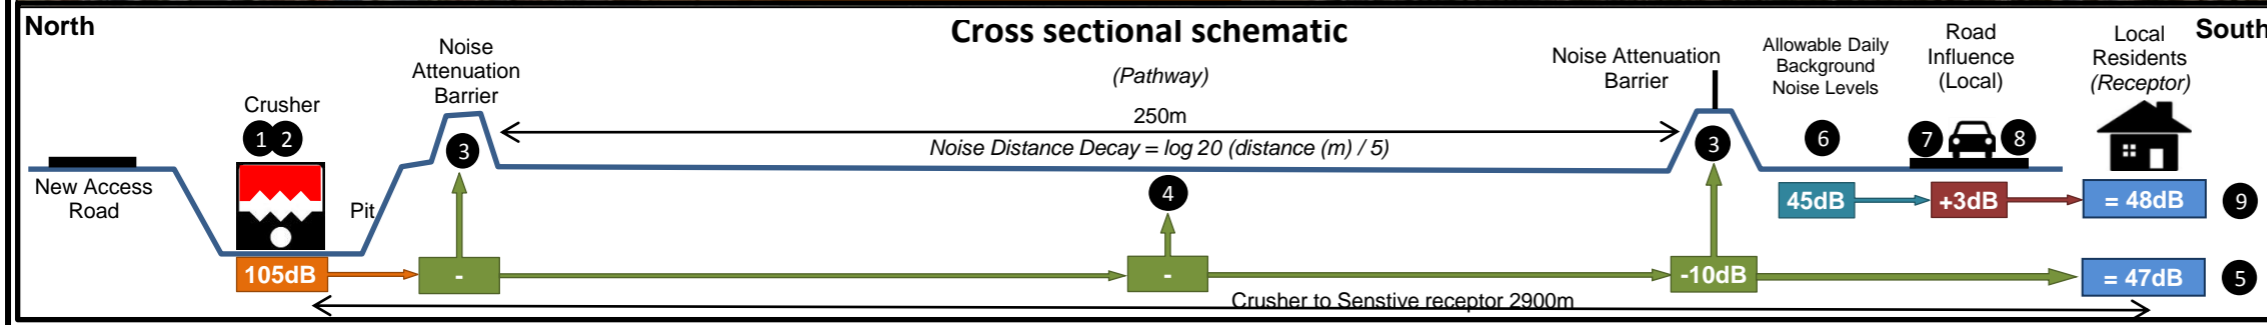 North
Cross sectional schematic
South
Noise
Attenuation
Barrier
(Pathway)
Noise Attenuation
Barrier
Allowable Daily
Background
Noise Levels
Road
Influence
(Local)
Local
Residents
(Receptor)
Crusher
250m
1 2
3
Noise Distance Decay = log 20 (distance (m) / 5)
3
6
7
8
New Access
Road
Pit
4
45dB
+3dB
= 48dB
9
105dB
-
-
-10dB
= 47dB
5
Crusher to Senstive receptor 2900m